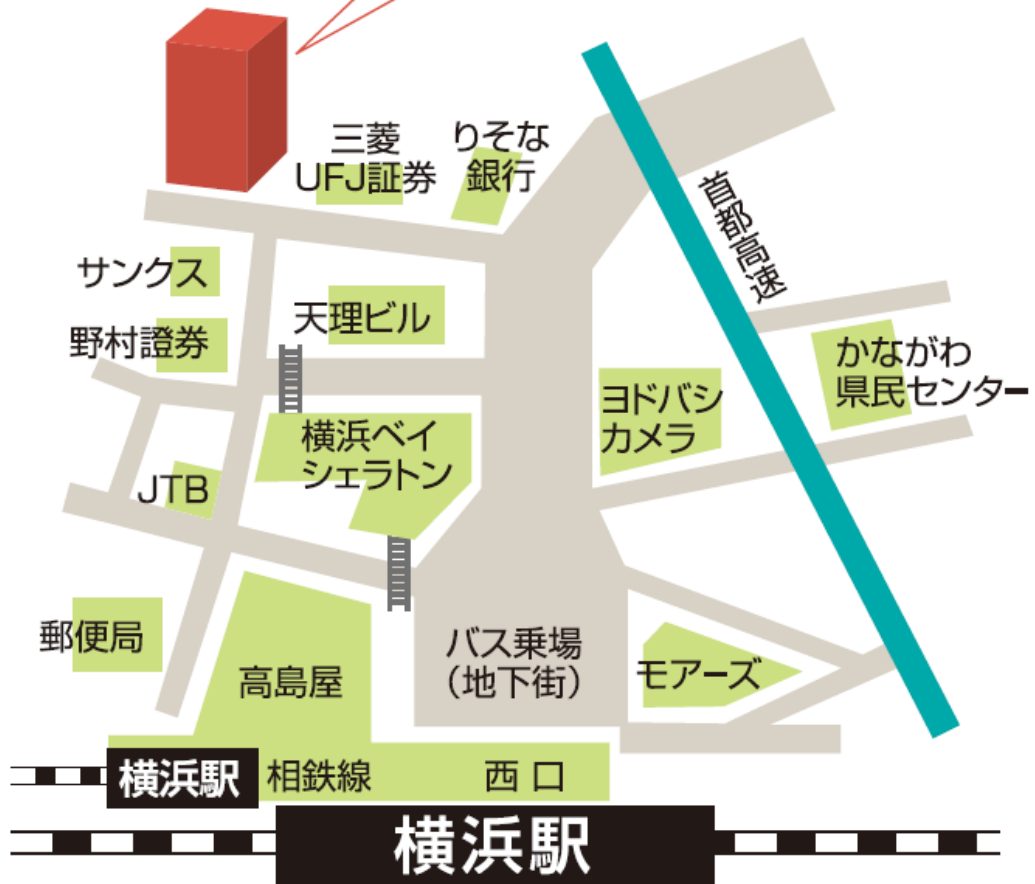 三菱
UFJ証券
りそな
銀行
首都高速
サンクス
天理ビル
野村證券
かながわ
県民センター
ヨドバシ
カメラ
横浜ベイ
シェラトン
JTB
郵便局
高島屋
バス乗場
（地下街）
モアーズ
横浜駅
相鉄線
西口
横浜駅